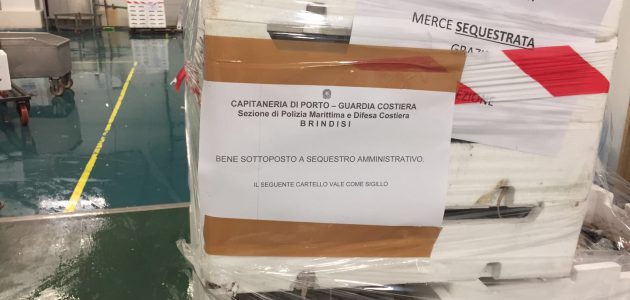 MERCE SEQUESTRATA
CAPITANERIA DI PORTO – GUARDIA COSTIERA
Sezione di Polizia Marittima e Difesa Costiera
BRINDISI
BENE SOTTOPOSTO A SEQUESTRO AMMINISTRATIVO.
IL SEGUENTE CARTELLO VALE COME SIGILLO